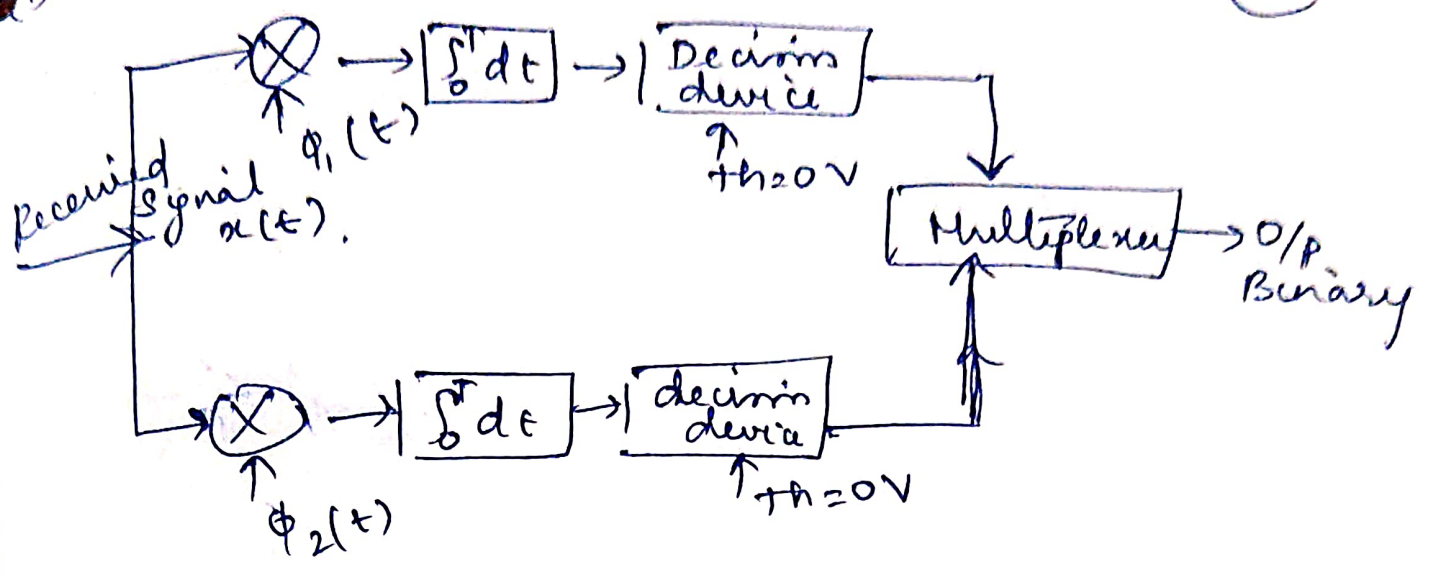 ∫₀ᵀ dt
Decision
device
φ₁(t)
th=0V
Received
Signal
x(t).
Multiplexer
O/P
Binary
∫₀ᵀ dt
decision
device
φ₂(t)
th=0V